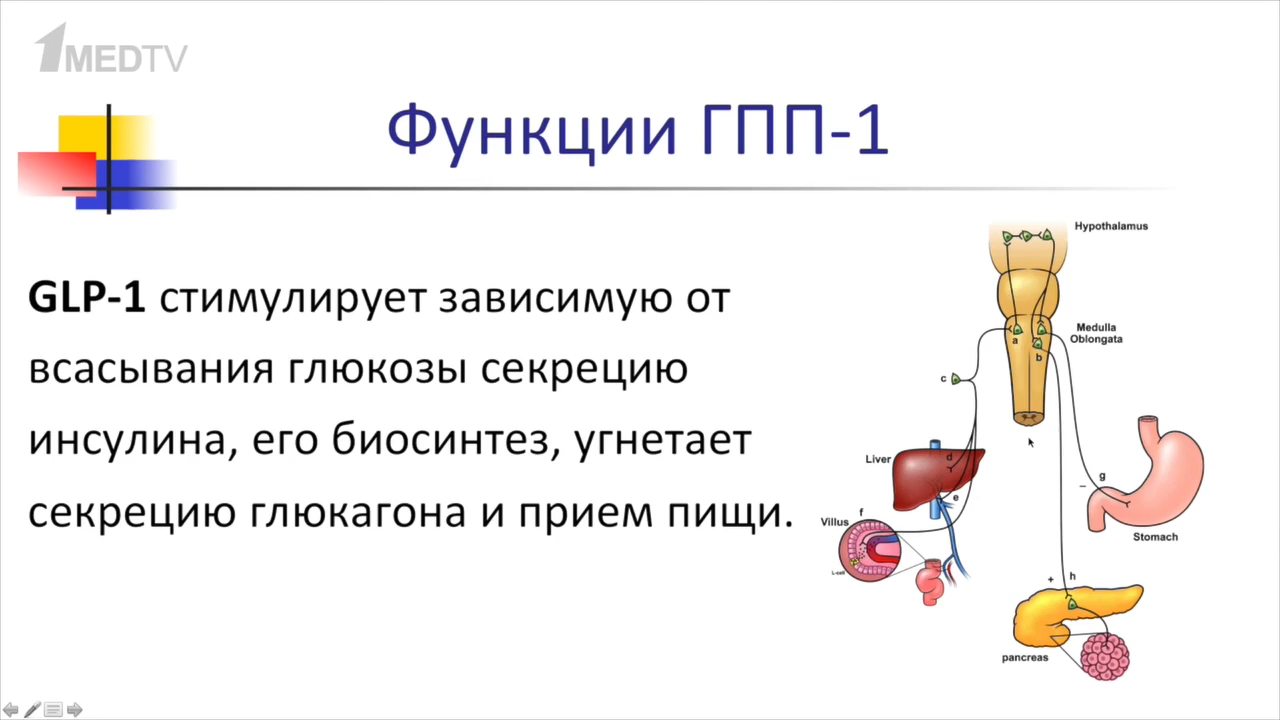 1MEDTV
Функции ГПП-1
GLP-1 стимулирует зависимую от
всасывания глюкозы секрецию
инсулина, его биосинтез, угнетает
секрецию глюкагона и прием пищи.
Hypothalamus
Medulla
Oblongata
a
b
c
Liver
d
e
f
Villus
L-cell
g
–
Stomach
+
h
pancreas